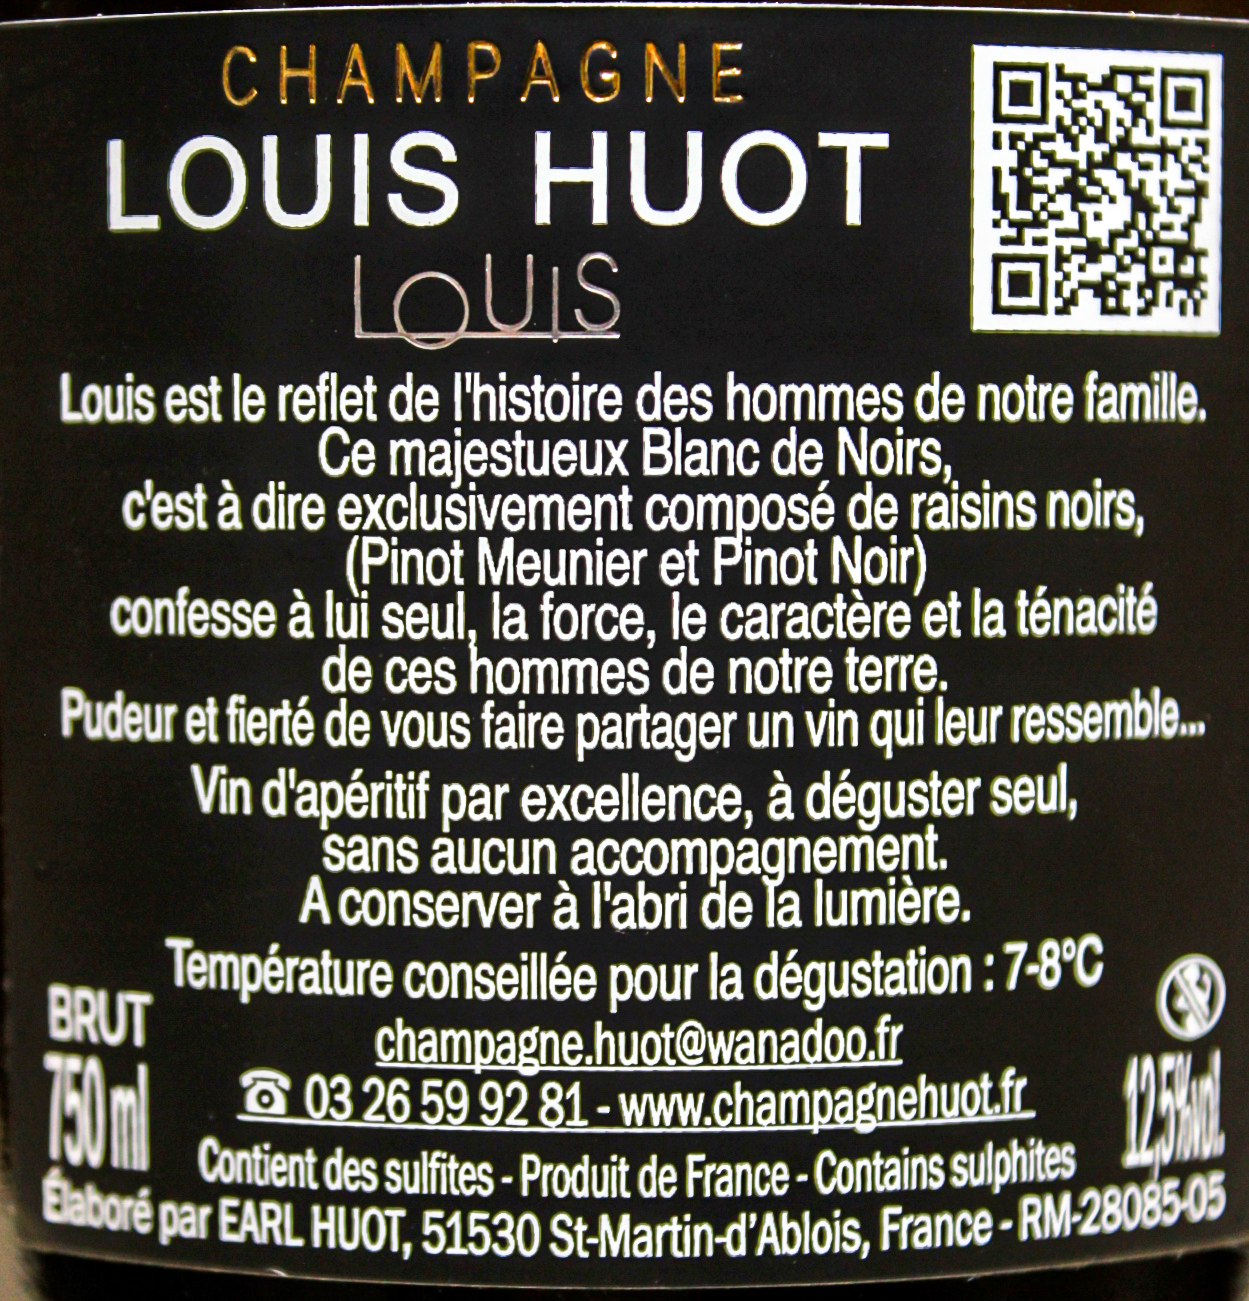 CHAMPAGNE
LOUIS HUOT
LOUIS
Louis est le reflet de l'histoire des hommes de notre famille.
Ce majestueux Blanc de Noirs,
c'est à dire exclusivement composé de raisins noirs,
(Pinot Meunier et Pinot Noir)
confesse à lui seul, la force, le caractère et la ténacité
de ces hommes de notre terre.
Pudeur et fierté de vous faire partager un vin qui leur ressemble...
Vin d'apéritif par excellence, à déguster seul,
sans aucun accompagnement.
A conserver à l'abri de la lumière.
Température conseillée pour la dégustation : 7-8°C
BRUT
champagne.huot@wanadoo.fr
750 ml
☎ 03 26 59 92 81 - www.champagnehuot.fr
12,5%vol.
Contient des sulfites - Produit de France - Contains sulphites
Élaboré par EARL HUOT, 51530 St-Martin-d'Ablois, France - RM-28085-05